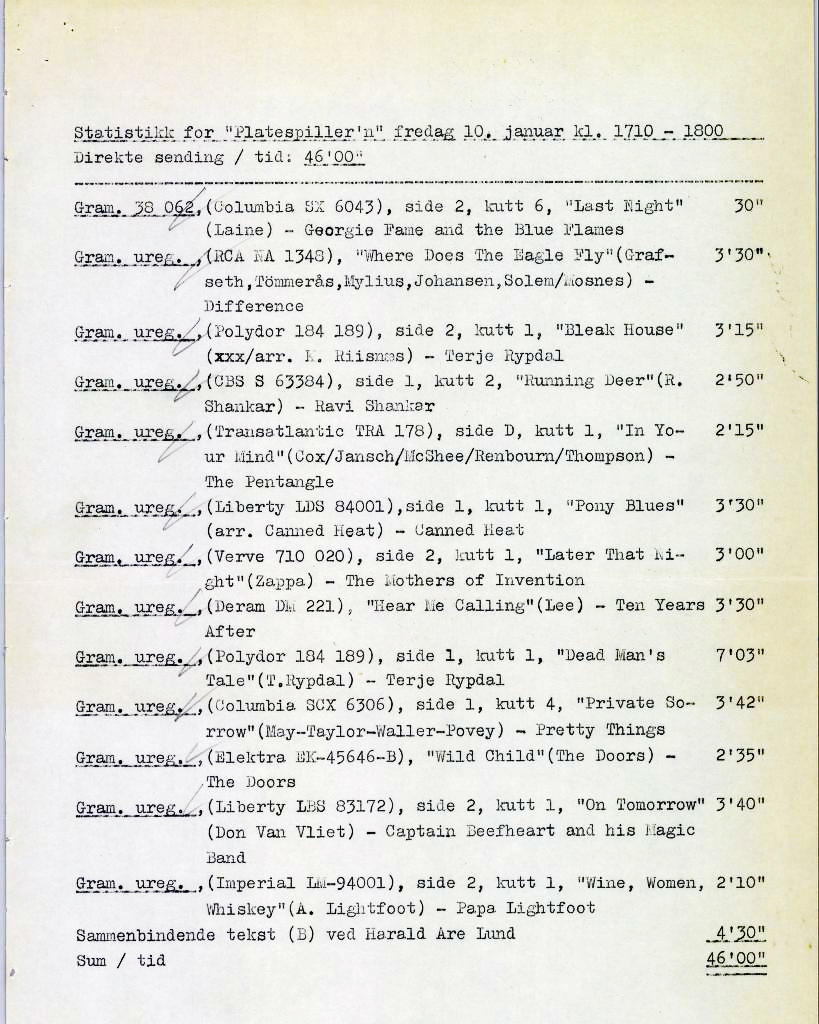 Statistikk for "Platespiller'n" fredag 10. januar kl. 1710 - 1800
Direkte sending / tid: 46'00"
Gram. 38 062,(Columbia SX 6043), side 2, kutt 6, "Last Night" 30"
(Laine) - Georgie Fame and the Blue Flames
Gram. ureg. ,(RCA NA 1348), "Where Does The Eagle Fly"(Graf- 3'30"
seth,Tömmerås,Mylius,Johansen,Solem/Mosnes) -
Difference
Gram. ureg. ,(Polydor 184 189), side 2, kutt 1, "Bleak House" 3'15"
(xxx/arr. K. Riisnæs) - Terje Rypdal
Gram. ureg. ,(CBS S 63384), side 1, kutt 2, "Running Deer"(R. 2'50"
Shankar) - Ravi Shankar
Gram. ureg. ,(Transatlantic TRA 178), side D, kutt 1, "In Yo- 2'15"
ur Mind"(Cox/Jansch/McShee/Renbourn/Thompson) -
The Pentangle
Gram. ureg. ,(Liberty LDS 84001),side 1, kutt 1, "Pony Blues" 3'30"
(arr. Canned Heat) - Canned Heat
Gram. ureg. ,(Verve 710 020), side 2, kutt 1, "Later That Ni- 3'00"
ght"(Zappa) - The Mothers of Invention
Gram. ureg. ,(Deram DM 221), "Hear Me Calling"(Lee) - Ten Years 3'30"
After
Gram. ureg. ,(Polydor 184 189), side 1, kutt 1, "Dead Man's 7'03"
Tale"(T.Rypdal) - Terje Rypdal
Gram. ureg. ,(Columbia SCX 6306), side 1, kutt 4, "Private So- 3'42"
rrow"(May-Taylor-Waller-Povey) - Pretty Things
Gram. ureg. ,(Elektra EK-45646-B), "Wild Child"(The Doors) - 2'35"
The Doors
Gram. ureg. ,(Liberty LBS 83172), side 2, kutt 1, "On Tomorrow" 3'40"
(Don Van Vliet) - Captain Beefheart and his Magic
Band
Gram. ureg. ,(Imperial LM-94001), side 2, kutt 1, "Wine, Women, 2'10"
Whiskey"(A. Lightfoot) - Papa Lightfoot
Sammenbindende tekst (B) ved Harald Are Lund 4'30"
Sum / tid 46'00"